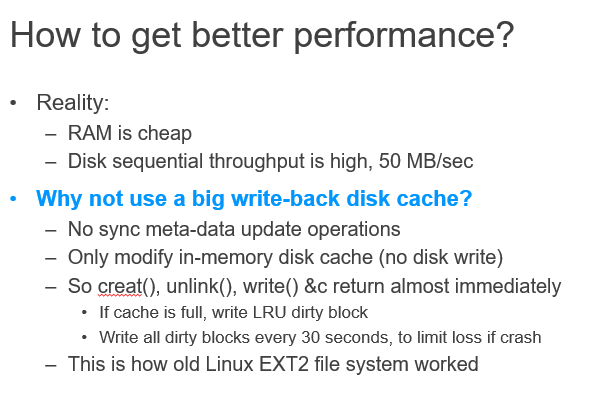 How to get better performance?
• Reality:
– RAM is cheap
– Disk sequential throughput is high, 50 MB/sec
• Why not use a big write-back disk cache?
– No sync meta-data update operations
– Only modify in-memory disk cache (no disk write)
– So creat(), unlink(), write() &c return almost immediately
• If cache is full, write LRU dirty block
• Write all dirty blocks every 30 seconds, to limit loss if crash
– This is how old Linux EXT2 file system worked